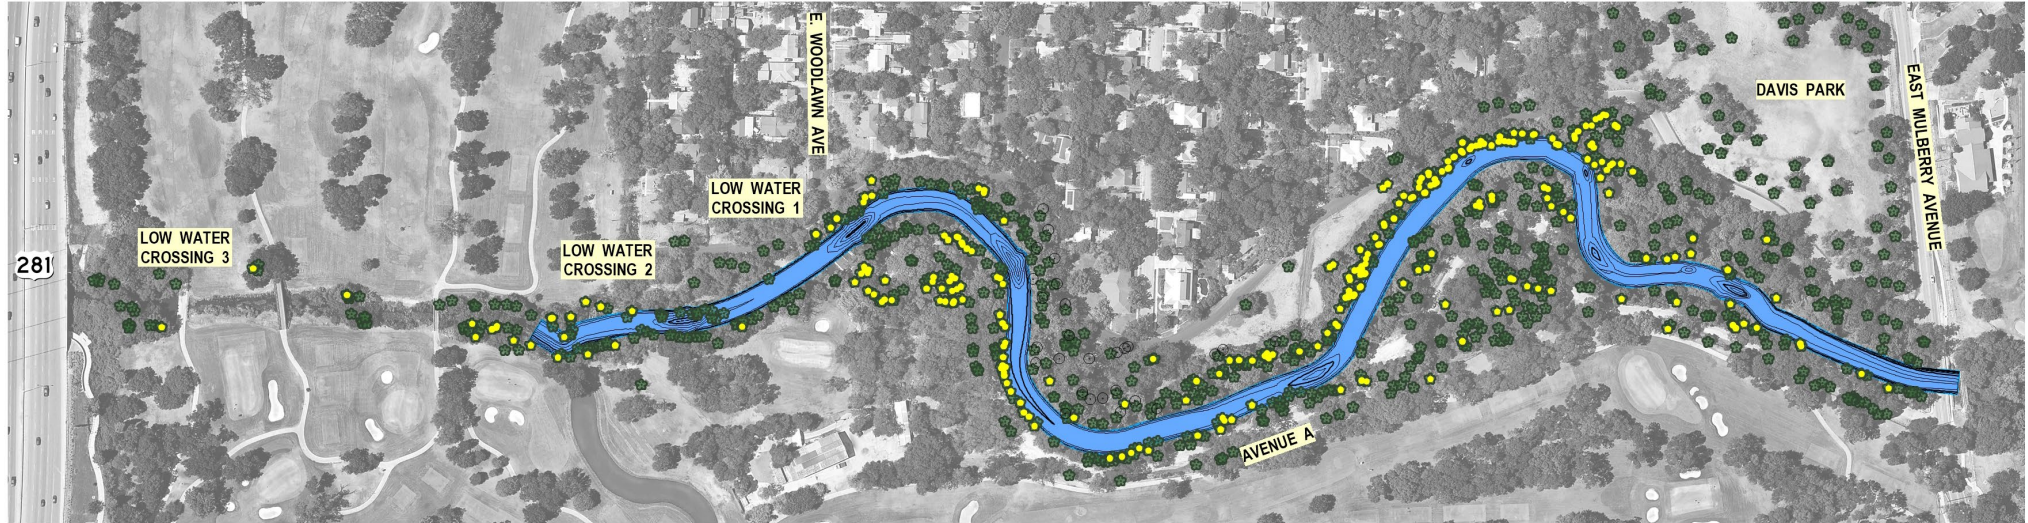 E. WOODLAWN AVE
DAVIS PARK
EAST MULBERRY AVENUE
LOW WATER
CROSSING 1
LOW WATER
CROSSING 3
LOW WATER
CROSSING 2
281
AVENUE A